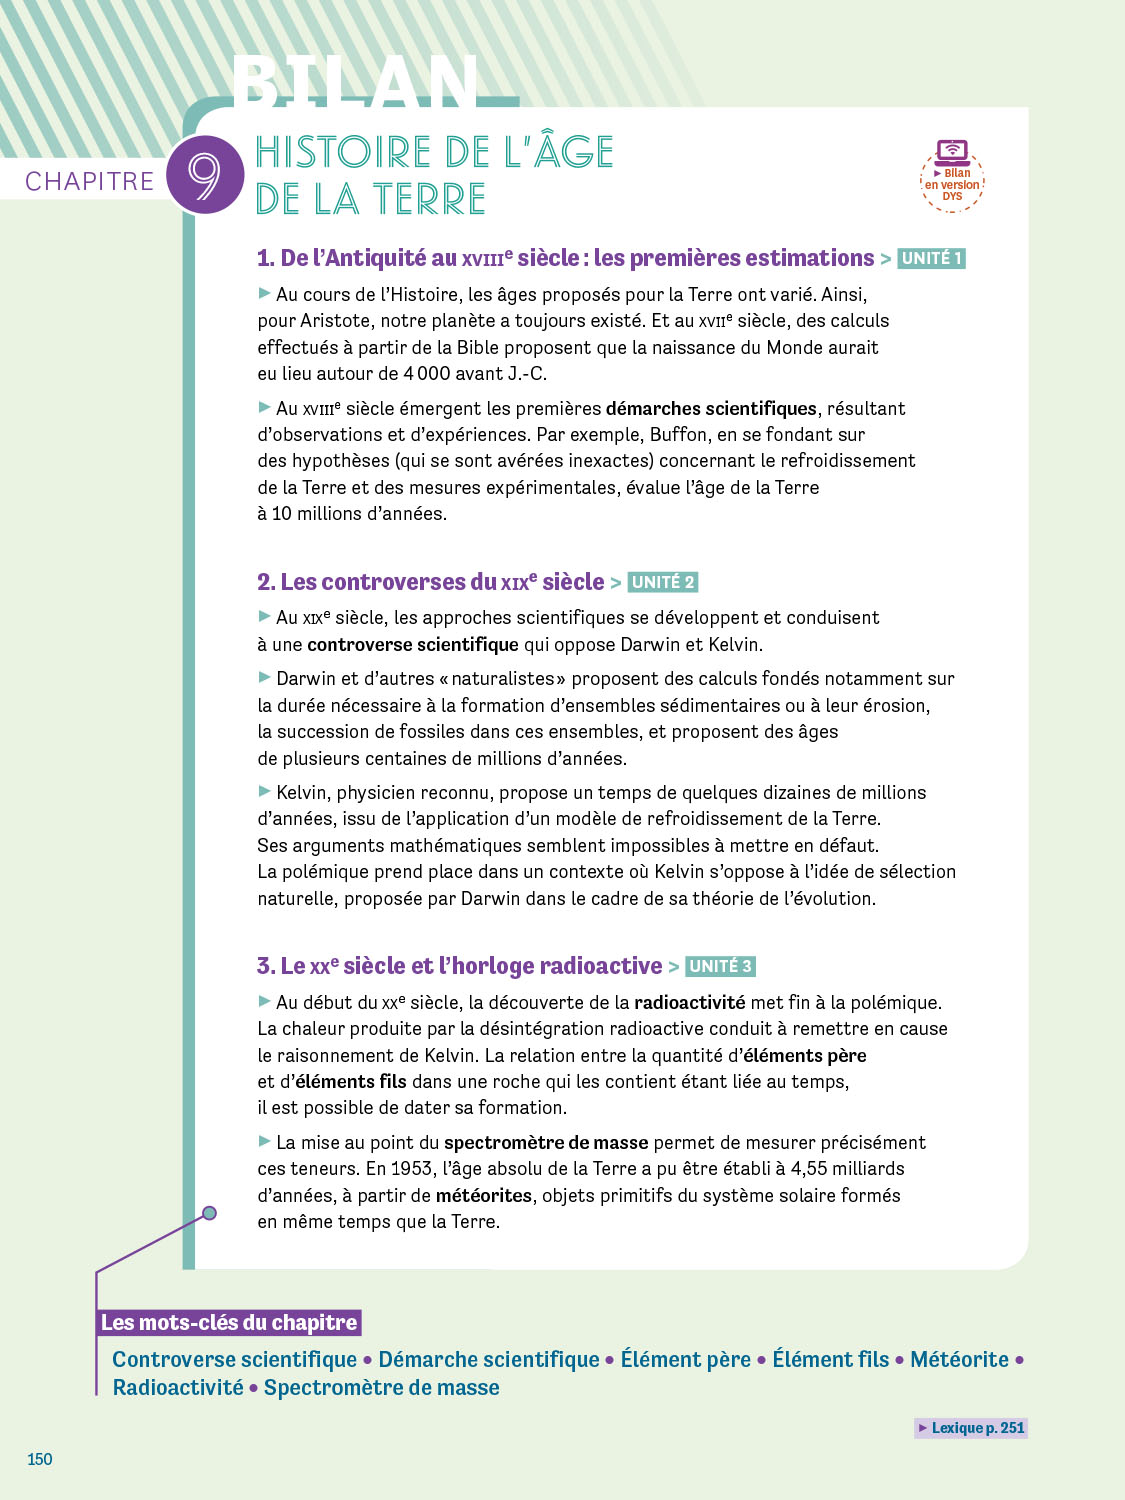 BILAN
CHAPITRE 9
HISTOIRE DE L'ÂGE
DE LA TERRE
▶ Bilan
en version
DYS
1. De l'Antiquité au XVIIIe siècle : les premières estimations > UNITÉ 1
▶ Au cours de l'Histoire, les âges proposés pour la Terre ont varié. Ainsi,
pour Aristote, notre planète a toujours existé. Et au XVIIe siècle, des calculs
effectués à partir de la Bible proposent que la naissance du Monde aurait
eu lieu autour de 4 000 avant J.-C.
▶ Au XVIIIe siècle émergent les premières démarches scientifiques, résultant
d'observations et d'expériences. Par exemple, Buffon, en se fondant sur
des hypothèses (qui se sont avérées inexactes) concernant le refroidissement
de la Terre et des mesures expérimentales, évalue l'âge de la Terre
à 10 millions d'années.
2. Les controverses du XIXe siècle > UNITÉ 2
▶ Au XIXe siècle, les approches scientifiques se développent et conduisent
à une controverse scientifique qui oppose Darwin et Kelvin.
▶ Darwin et d'autres « naturalistes » proposent des calculs fondés notamment sur
la durée nécessaire à la formation d'ensembles sédimentaires ou à leur érosion,
la succession de fossiles dans ces ensembles, et proposent des âges
de plusieurs centaines de millions d'années.
▶ Kelvin, physicien reconnu, propose un temps de quelques dizaines de millions
d'années, issu de l'application d'un modèle de refroidissement de la Terre.
Ses arguments mathématiques semblent impossibles à mettre en défaut.
La polémique prend place dans un contexte où Kelvin s'oppose à l'idée de sélection
naturelle, proposée par Darwin dans le cadre de sa théorie de l'évolution.
3. Le XXe siècle et l'horloge radioactive > UNITÉ 3
▶ Au début du XXe siècle, la découverte de la radioactivité met fin à la polémique.
La chaleur produite par la désintégration radioactive conduit à remettre en cause
le raisonnement de Kelvin. La relation entre la quantité d'éléments père
et d'éléments fils dans une roche qui les contient étant liée au temps,
il est possible de dater sa formation.
▶ La mise au point du spectromètre de masse permet de mesurer précisément
ces teneurs. En 1953, l'âge absolu de la Terre a pu être établi à 4,55 milliards
d'années, à partir de météorites, objets primitifs du système solaire formés
en même temps que la Terre.
Les mots-clés du chapitre
Controverse scientifique • Démarche scientifique • Élément père • Élément fils • Météorite •
Radioactivité • Spectromètre de masse
▶ Lexique p. 251
150